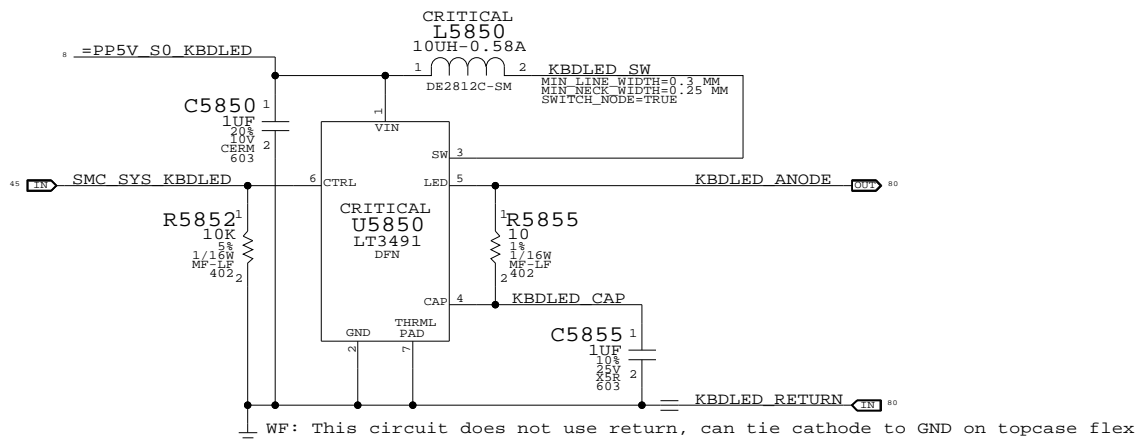 CRITICAL
L5850
10UH-0.58A
8 =PP5V_S0_KBDLED
1 2 KBDLED_SW
DE2812C-SM
MIN_LINE_WIDTH=0.3 MM
MIN_NECK_WIDTH=0.25 MM
SWITCH_NODE=TRUE
C5850 1
1UF
20%
10V
CERM 2
603
1
VIN
SW 3
45 IN SMC_SYS_KBDLED 6 CTRL
LED 5 KBDLED_ANODE OUT 80
CRITICAL
U5850
LT3491
DFN
R5852 1
10K
5%
1/16W
MF-LF
402 2
1 R5855
10
1%
1/16W
MF-LF
2 402
CAP 4 KBDLED_CAP
THRML
GND PAD
2 7
C5855 1
1UF
10%
25V
X5R 2
603
KBDLED_RETURN IN 80
WF: This circuit does not use return, can tie cathode to GND on topcase flex